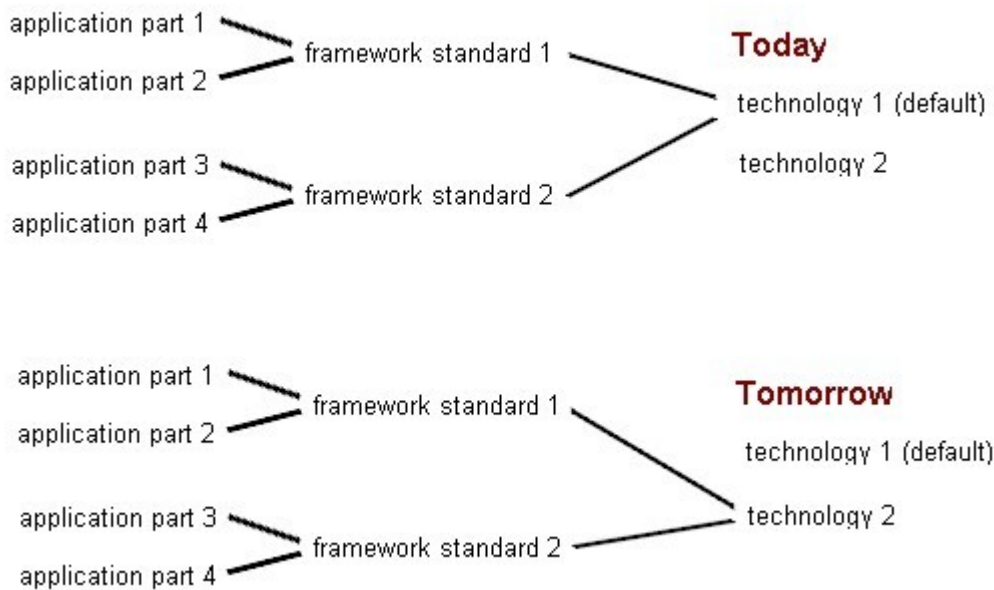 application part 1
framework standard 1
application part 2
Today
technology 1 (default)
technology 2
application part 3
framework standard 2
application part 4
application part 1
framework standard 1
application part 2
Tomorrow
technology 1 (default)
technology 2
application part 3
framework standard 2
application part 4